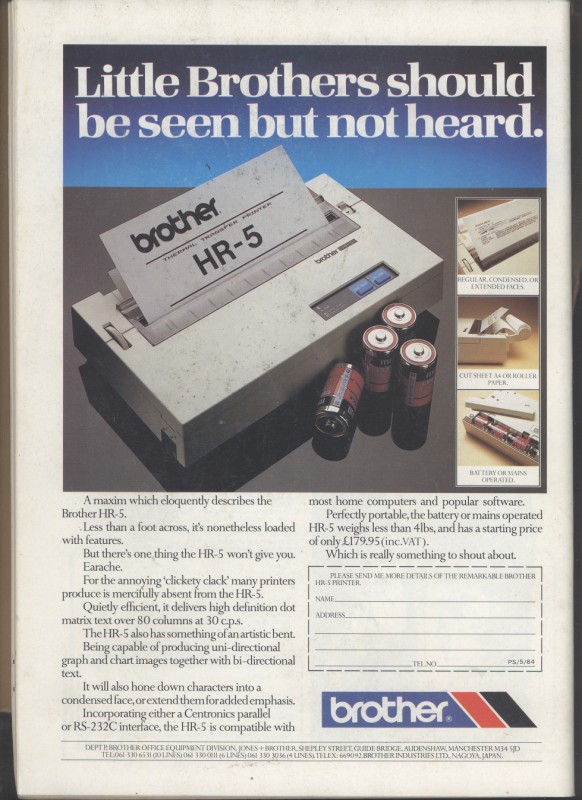 Little Brothers should
be seen but not heard.
brother
THERMAL TRANSFER PRINTER
HR-5
brother
REGULAR, CONDENSED, OR
EXTENDED FACES.
CUT SHEET A4 OR ROLLER
PAPER.
BATTERY OR MAINS
OPERATED.
A maxim which eloquently describes the
Brother HR-5.
Less than a foot across, it's nonetheless loaded
with features.
But there's one thing the HR-5 won't give you.
Earache.
For the annoying 'clickety clack' many printers
produce is mercifully absent from the HR-5.
Quietly efficient, it delivers high definition dot
matrix text over 80 columns at 30 c.p.s.
The HR-5 also has something of an artistic bent.
Being capable of producing uni-directional
graph and chart images together with bi-directional
text.
It will also hone down characters into a
condensed face, or extend them for added emphasis.
Incorporating either a Centronics parallel
or RS-232C interface, the HR-5 is compatible with
most home computers and popular software.
Perfectly portable, the battery or mains operated
HR-5 weighs less than 4lbs, and has a starting price
of only £179.95 (inc. VAT).
Which is really something to shout about.
PLEASE SEND ME MORE DETAILS OF THE REMARKABLE BROTHER
HR-5 PRINTER.
NAME
ADDRESS
TEL NO
PS/5/84
brother®
DEPT P, BROTHER OFFICE EQUIPMENT DIVISION, JONES + BROTHER, SHEPLEY STREET, GUIDE BRIDGE, AUDENSHAW, MANCHESTER M34 5JD
TEL: 061 330 6531 (10 LINES) 061 330 0111 (6 LINES) 061 330 3036 (4 LINES). TELEX: 669092. BROTHER INDUSTRIES LTD., NAGOYA, JAPAN.